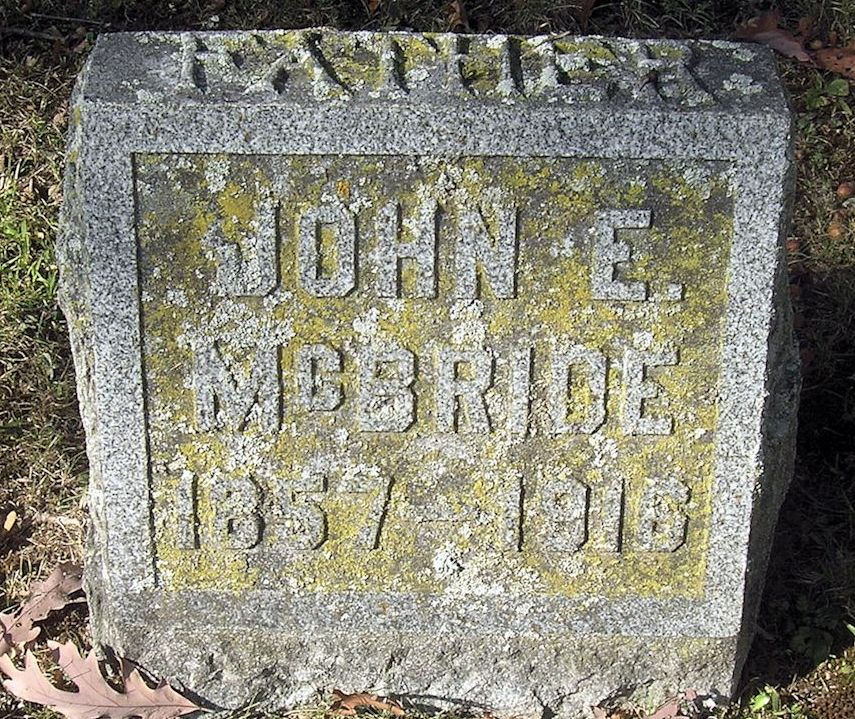 FATHER
JOHN E.
McBRIDE
1857-1916